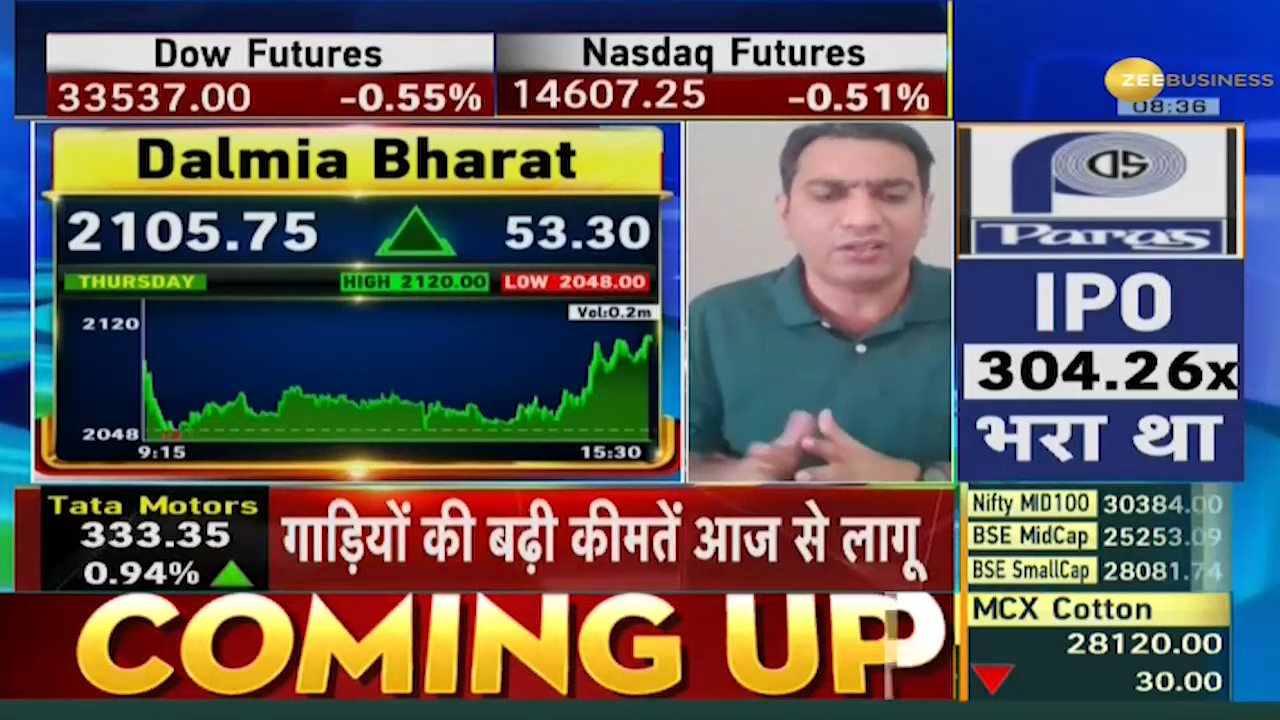 Dow Futures
33537.00 -0.55%
Nasdaq Futures
14607.25 -0.51%
ZEEBUSINESS
08:36
Dalmia Bharat
2105.75 53.30
THURSDAY HIGH 2120.00 LOW 2048.00
Vol:0.2m
2120
2048
9:15 15:30
DS
Paras
IPO
304.26x
भरा था
Tata Motors
333.35
0.94%
गाड़ियों की बढ़ी कीमतें आज से लागू
Nifty MID100 30384.00
BSE MidCap 25253.09
BSE SmallCap 28081.74
COMING UP
MCX Cotton
28120.00
30.00